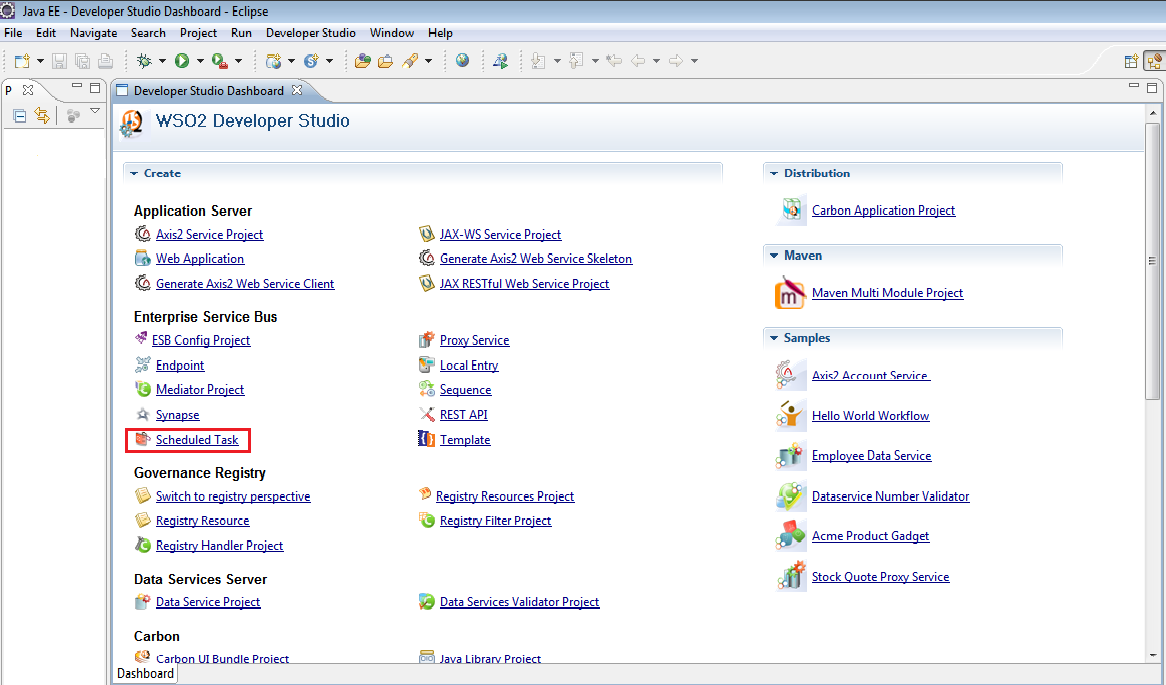 Java EE - Developer Studio Dashboard - Eclipse
File Edit Navigate Search Project Run Developer Studio Window Help
P
Developer Studio Dashboard
WSO2 Developer Studio
Create
Application Server
Axis2 Service Project
JAX-WS Service Project
Web Application
Generate Axis2 Web Service Skeleton
Generate Axis2 Web Service Client
JAX RESTful Web Service Project
Enterprise Service Bus
ESB Config Project
Proxy Service
Endpoint
Local Entry
Mediator Project
Sequence
Synapse
REST API
Scheduled Task
Template
Governance Registry
Switch to registry perspective
Registry Resources Project
Registry Resource
Registry Filter Project
Registry Handler Project
Data Services Server
Data Service Project
Data Services Validator Project
Carbon
Carbon UI Bundle Project
Java Library Project
Distribution
Carbon Application Project
Maven
Maven Multi Module Project
Samples
Axis2 Account Service
Hello World Workflow
Employee Data Service
Dataservice Number Validator
Acme Product Gadget
Stock Quote Proxy Service
Dashboard